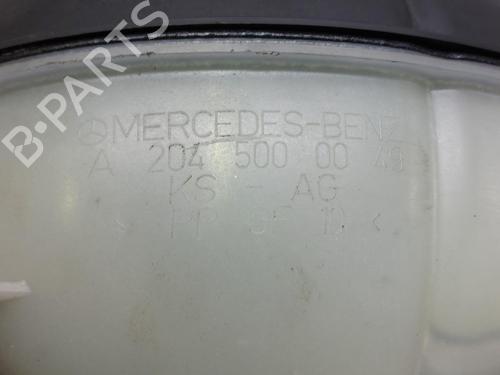 B-PARTS
MERCEDES-BENZ
A 204 500 00 49
KS - AG
> PP GF 10 <